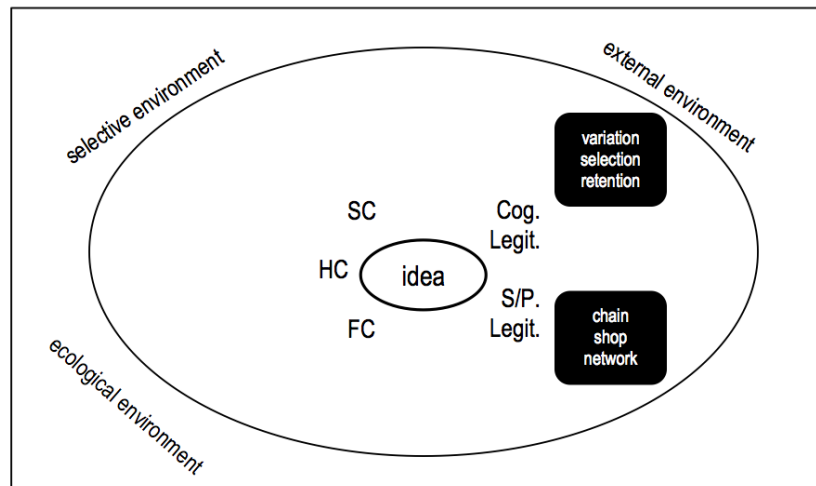 selective environment
external environment
variation
selection
retention
SC
Cog.
Legit.
HC
idea
S/P.
Legit.
FC
chain
shop
network
ecological environment